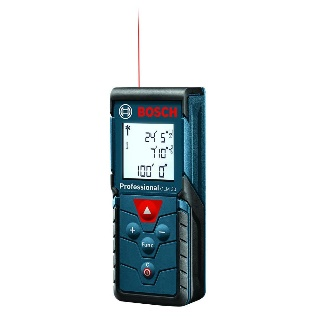 BOSCH
24' 5"
7' 10"
100' 0"
Professional
+ -
Func